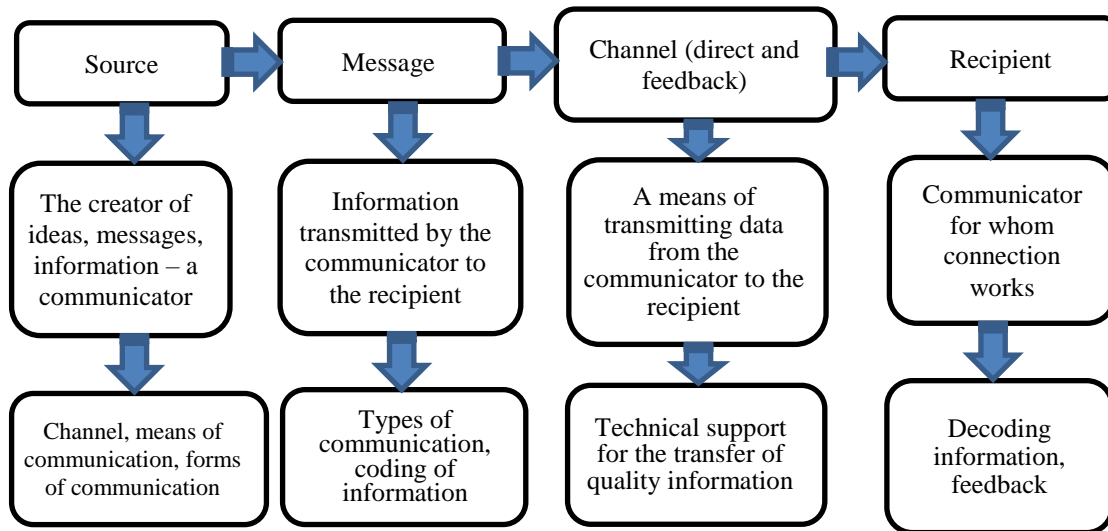 Source
Message
Channel (direct and
feedback)
Recipient
The creator of
ideas, messages,
information – a
communicator
Information
transmitted by the
communicator to
the recipient
A means of
transmitting data
from the
communicator to the
recipient
Communicator
for whom
connection
works
Channel, means of
communication, forms
of communication
Types of
communication,
coding of
information
Technical support
for the transfer of
quality information
Decoding
information,
feedback